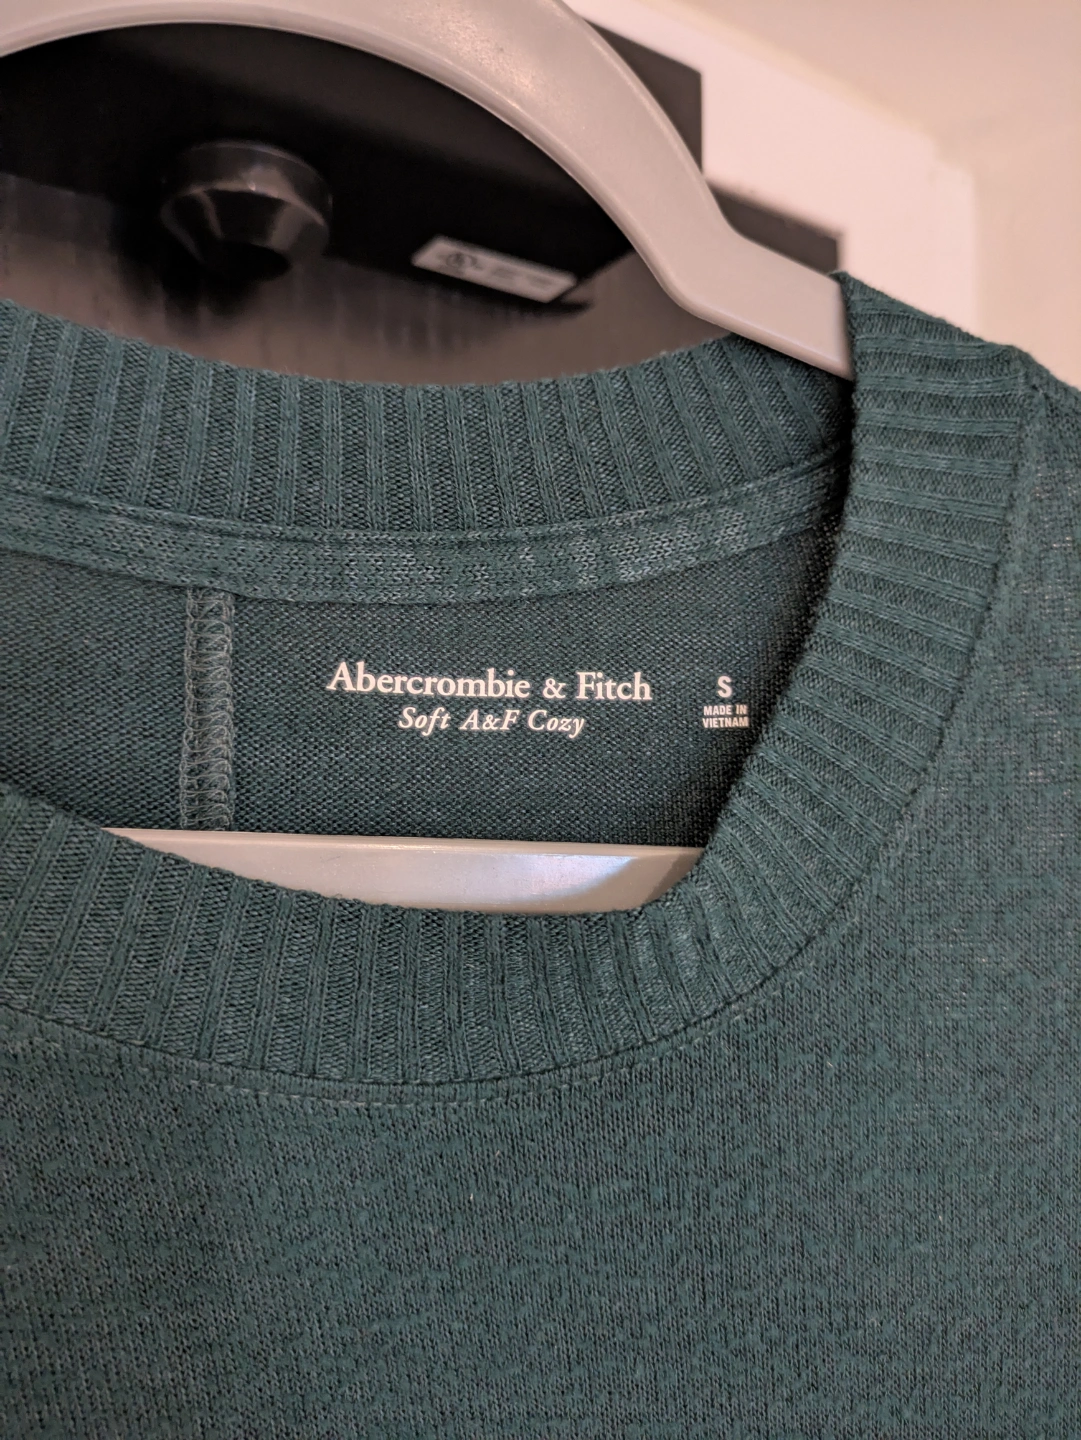 Abercrombie & Fitch
Soft A&F Cozy
S
MADE IN
VIETNAM